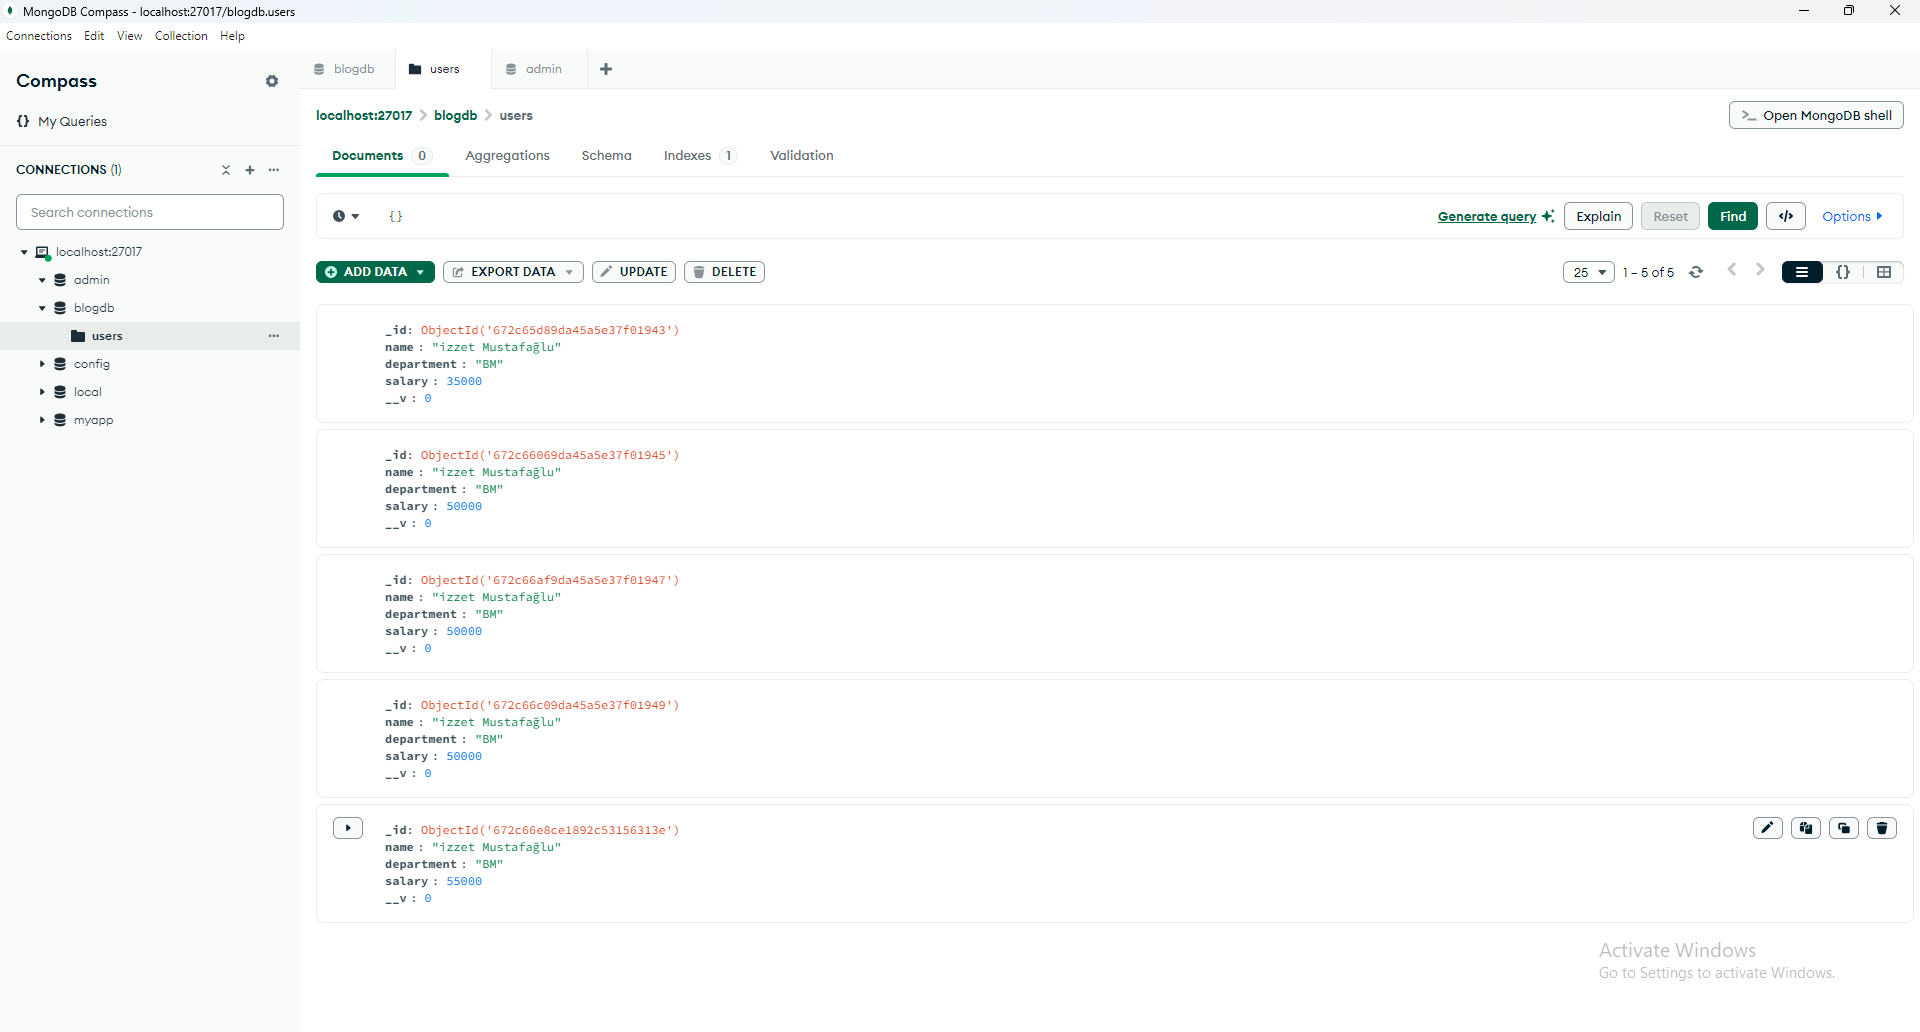 MongoDB Compass - localhost:27017/blogdb.users
Connections Edit View Collection Help
Compass
{} My Queries
CONNECTIONS (1)
Search connections
localhost:27017
admin
blogdb
users
config
local
myapp
blogdb users admin
localhost:27017 > blogdb > users
>_ Open MongoDB shell
Documents 0 Aggregations Schema Indexes 1 Validation
{} Generate query Explain Reset Find </> Options
ADD DATA EXPORT DATA UPDATE DELETE 25 1 – 5 of 5 {}
_id: ObjectId('672c65d89da45a5e37f01943')
name : "izzet Mustafağlu"
department : "BM"
salary : 35000
__v : 0
_id: ObjectId('672c66069da45a5e37f01945')
name : "izzet Mustafağlu"
department : "BM"
salary : 50000
__v : 0
_id: ObjectId('672c66af9da45a5e37f01947')
name : "izzet Mustafağlu"
department : "BM"
salary : 50000
__v : 0
_id: ObjectId('672c66c09da45a5e37f01949')
name : "izzet Mustafağlu"
department : "BM"
salary : 50000
__v : 0
_id: ObjectId('672c66e8ce1892c53156313e')
name : "izzet Mustafağlu"
department : "BM"
salary : 55000
__v : 0
Activate Windows
Go to Settings to activate Windows.